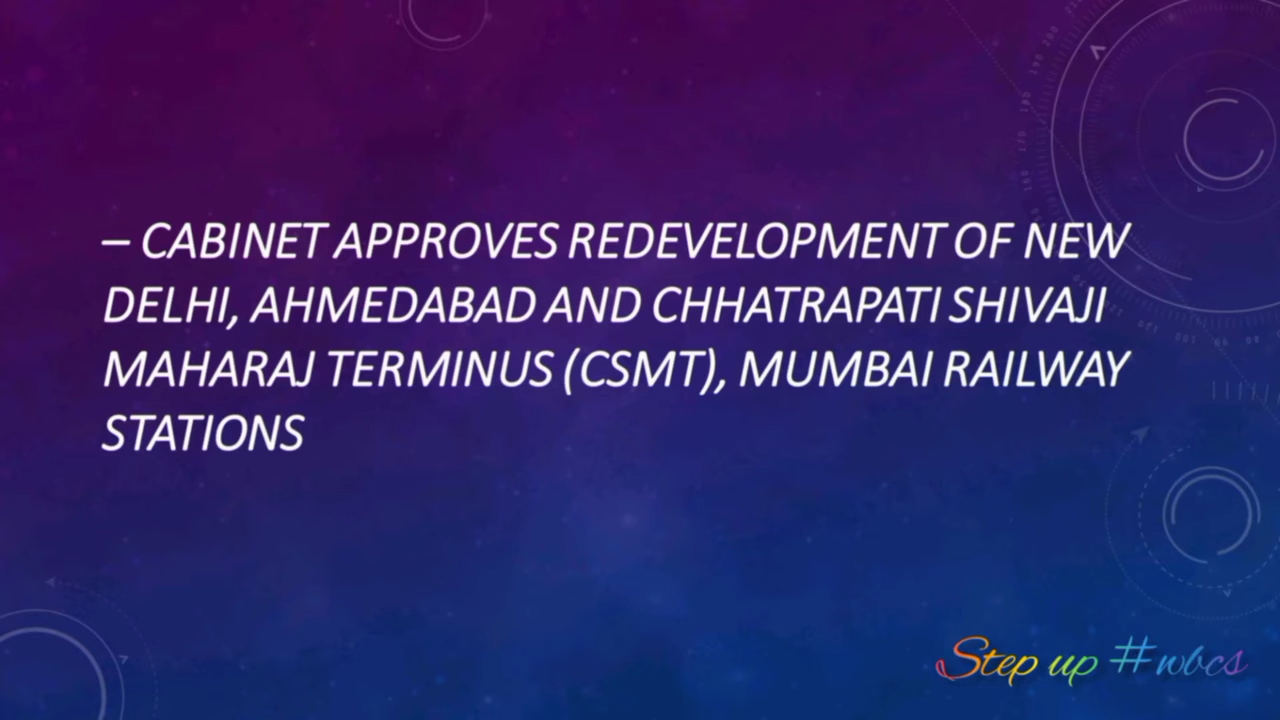 – CABINET APPROVES REDEVELOPMENT OF NEW
DELHI, AHMEDABAD AND CHHATRAPATI SHIVAJI
MAHARAJ TERMINUS (CSMT), MUMBAI RAILWAY
STATIONS
Step up #wbcs